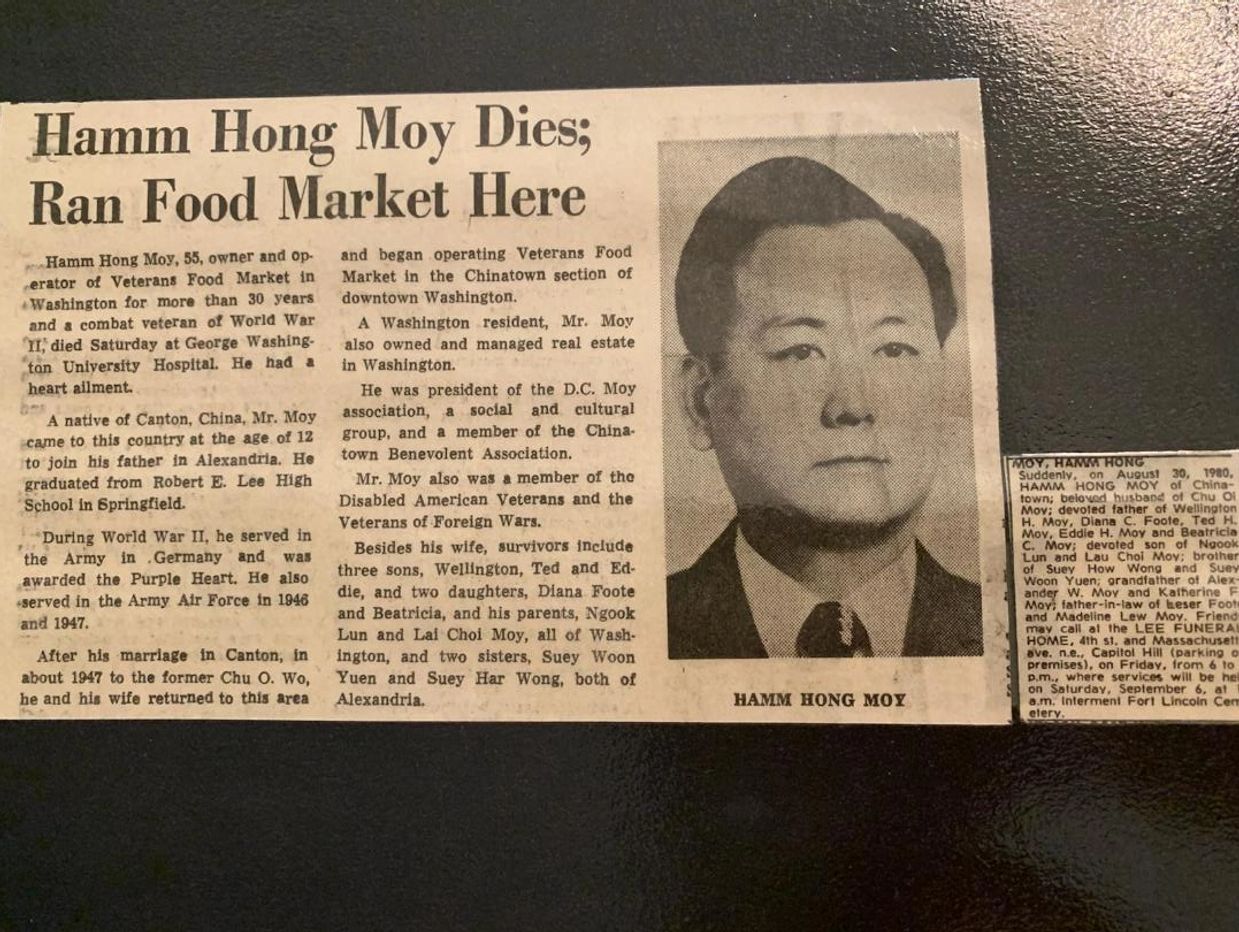 Hamm Hong Moy Dies;
Ran Food Market Here
Hamm Hong Moy, 55, owner and op-
erator of Veterans Food Market in
Washington for more than 30 years
and a combat veteran of World War
II, died Saturday at George Washing-
ton University Hospital. He had a
heart ailment.
A native of Canton, China, Mr. Moy
came to this country at the age of 12
to join his father in Alexandria. He
graduated from Robert E. Lee High
School in Springfield.
During World War II, he served in
the Army in Germany and was
awarded the Purple Heart. He also
served in the Army Air Force in 1946
and 1947.
After his marriage in Canton, in
about 1947 to the former Chu O. Wo,
he and his wife returned to this area
and began operating Veterans Food
Market in the Chinatown section of
downtown Washington.
A Washington resident, Mr. Moy
also owned and managed real estate
in Washington.
He was president of the D.C. Moy
association, a social and cultural
group, and a member of the China-
town Benevolent Association.
Mr. Moy also was a member of the
Disabled American Veterans and the
Veterans of Foreign Wars.
Besides his wife, survivors include
three sons, Wellington, Ted and Ed-
die, and two daughters, Diana Foote
and Beatricia, and his parents, Ngook
Lun and Lai Choi Moy, all of Wash-
ington, and two sisters, Suey Woon
Yuen and Suey Har Wong, both of
Alexandria.
HAMM HONG MOY
MOY, HAMM HONG
Suddenly, on August 30, 1980,
HAMM HONG MOY of China-
town; beloved husband of Chu Oi
Moy; devoted father of Wellington
H. Moy, Diana C. Foote, Ted H.
Moy, Eddie H. Moy and Beatricia
C. Moy; devoted son of Ngook
Lun and Lau Choi Moy; brother
of Suey How Wong and Suey
Woon Yuen; grandfather of Alex-
ander W. Moy and Katherine F.
Moy; father-in-law of Leser Foote
and Madeline Lew Moy. Friend
may call at the LEE FUNERAL
HOME, 4th st. and Massachusett
ave. n.e., Capitol Hill (parking o
premises), on Friday, from 6 to
p.m., where services will be hel
on Saturday, September 6, at
a.m. Interment Fort Lincoln Cem
etery.